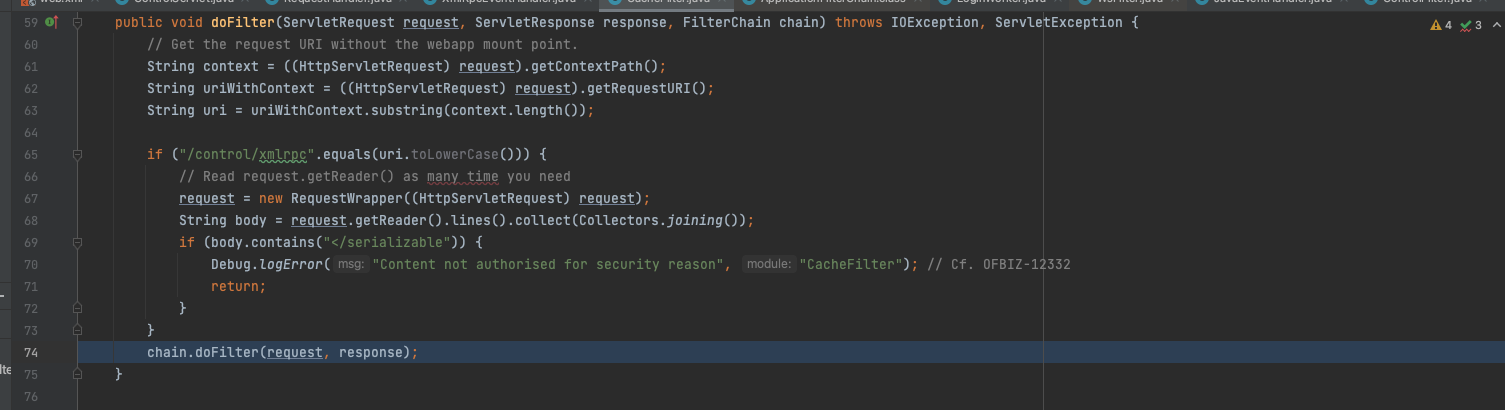 ApplicationFilterChain.class
59 public void doFilter(ServletRequest request, ServletResponse response, FilterChain chain) throws IOException, ServletException { 4 3
60 // Get the request URI without the webapp mount point.
61 String context = ((HttpServletRequest) request).getContextPath();
62 String uriWithContext = ((HttpServletRequest) request).getRequestURI();
63 String uri = uriWithContext.substring(context.length());
64
65 if ("/control/xmlrpc".equals(uri.toLowerCase())) {
66 // Read request.getReader() as many time you need
67 request = new RequestWrapper((HttpServletRequest) request);
68 String body = request.getReader().lines().collect(Collectors.joining());
69 if (body.contains("</serializable")) {
70 Debug.logError( msg: "Content not authorised for security reason", module: "CacheFilter"); // Cf. OFBIZ-12332
71 return;
72 }
73 }
74 chain.doFilter(request, response);
75 }
76